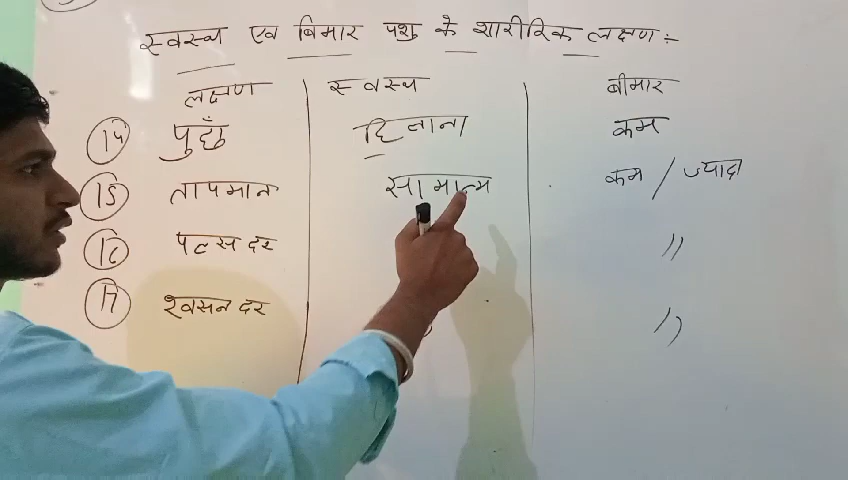 स्वस्थ एव बिमार पशु के शारीरिक लक्षण :-
लक्षण स्वस्थ बीमार
14 पुँछ हिलाना कम
15 तापमान सामान्य कम / ज्यादा
16 पल्स दर "
17 श्वसन दर "